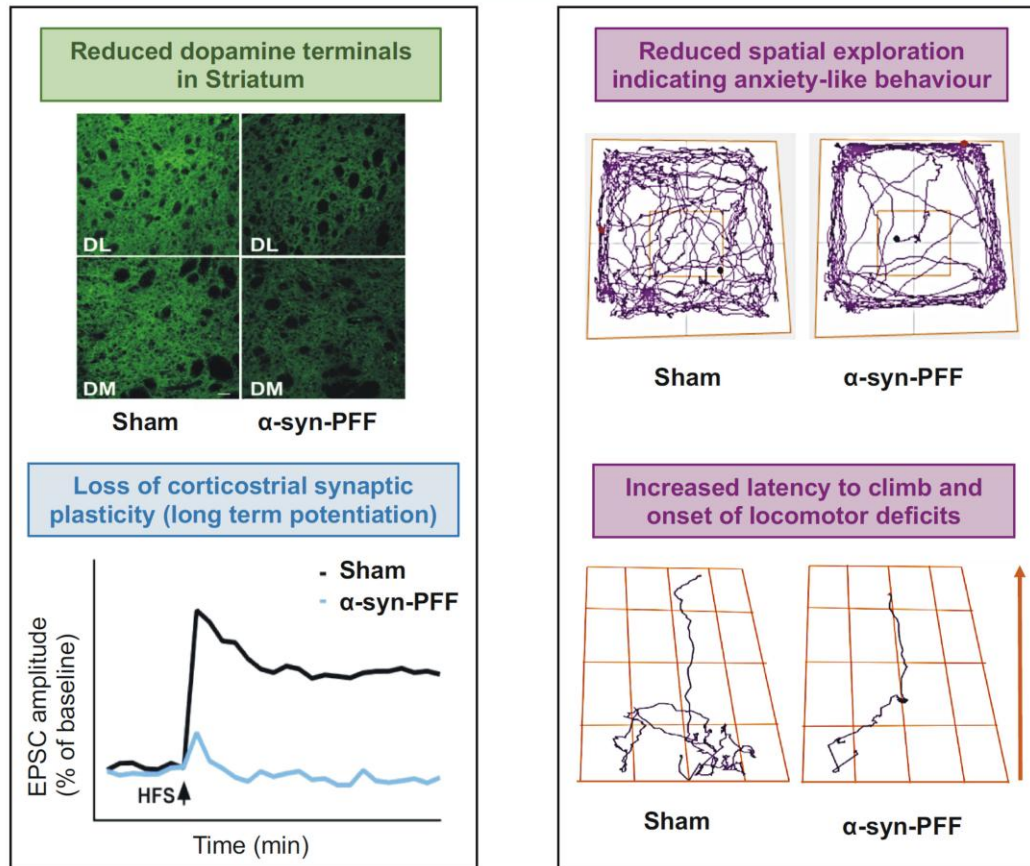 Reduced dopamine terminals
in Striatum
DL
DL
DM
DM
Sham
α-syn-PFF
Loss of corticostrial synaptic
plasticity (long term potentiation)
Sham
α-syn-PFF
EPSC amplitude
(% of baseline)
HFS
Time (min)
Reduced spatial exploration
indicating anxiety-like behaviour
Sham
α-syn-PFF
Increased latency to climb and
onset of locomotor deficits
Sham
α-syn-PFF